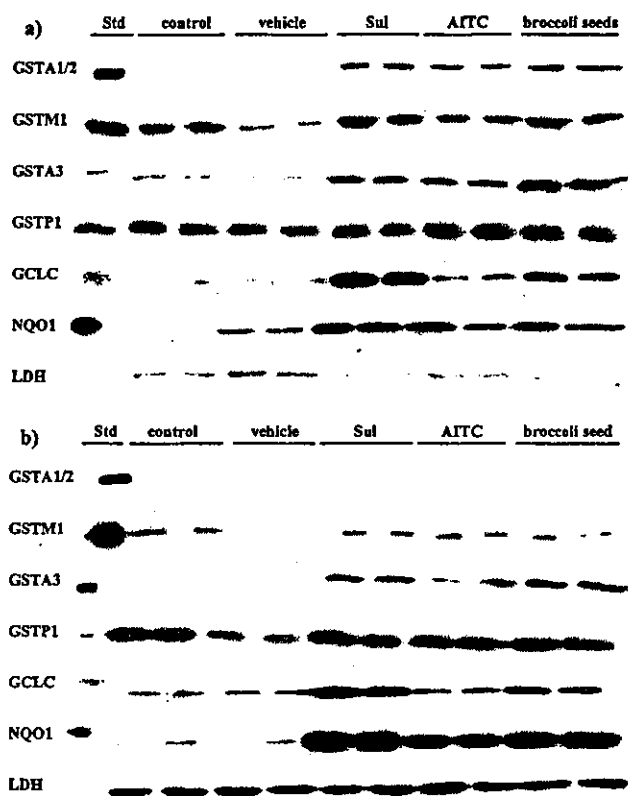 a) Std control vehicle Sul AITC broccoli seeds
GSTA1/2
GSTM1
GSTA3
GSTP1
GCLC
NQO1
LDH
b) Std control vehicle Sul AITC broccoli seed
GSTA1/2
GSTM1
GSTA3
GSTP1
GCLC
NQO1
LDH